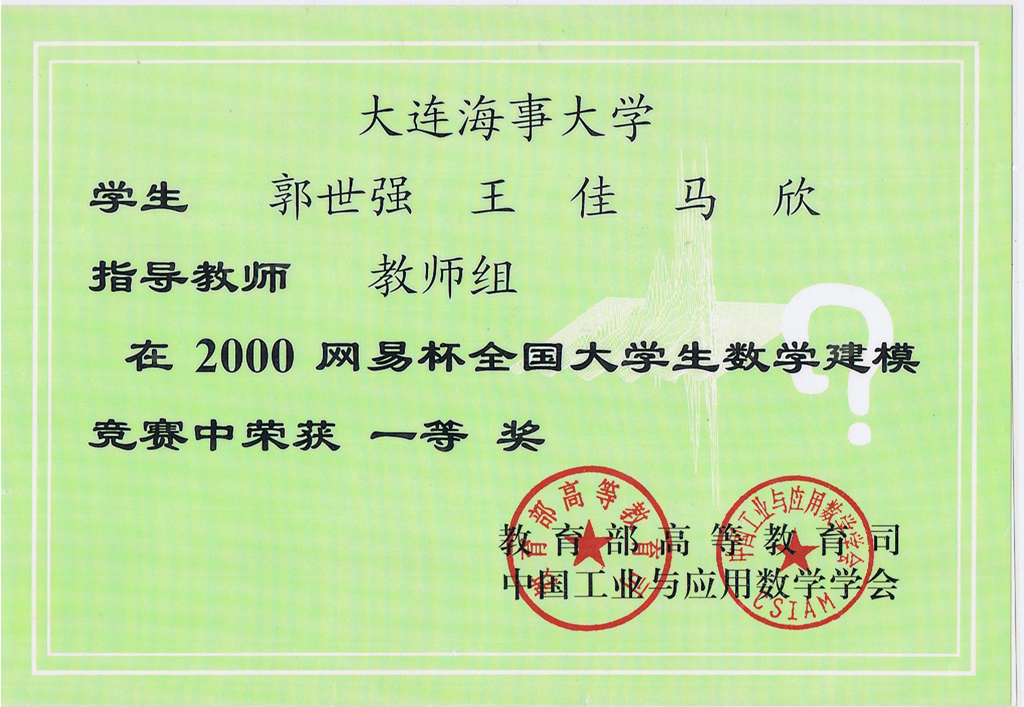 大连海事大学
学生 郭世强 王 佳 马 欣
指导教师 教师组
在 2000 网易杯全国大学生数学建模
竞赛中荣获 一等 奖
教育部高等教育司
中国工业与应用数学学会
教育部高等教育司
中国工业与应用数学学会
CSIAM